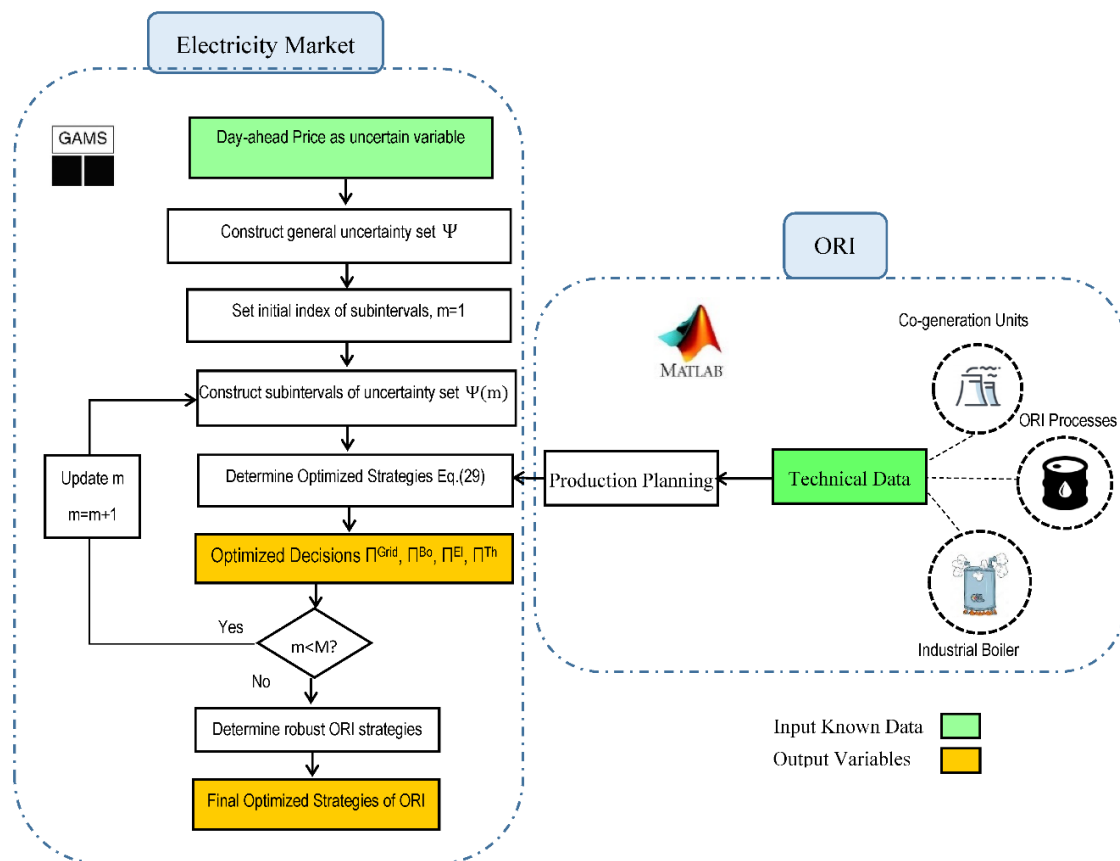 Electricity Market
GAMS
Day-ahead Price as uncertain variable
Construct general uncertainty set Ψ
Set initial index of subintervals, m=1
Construct subintervals of uncertainty set Ψ(m)
Determine Optimized Strategies Eq.(29)
Optimized Decisions Π^Grid, Π^Bo, Π^El, Π^Th
Update m
m=m+1
Yes
m<M?
No
Determine robust ORI strategies
Final Optimized Strategies of ORI
ORI
MATLAB
Co-generation Units
ORI Processes
Production Planning
Technical Data
Industrial Boiler
Input Known Data
Output Variables